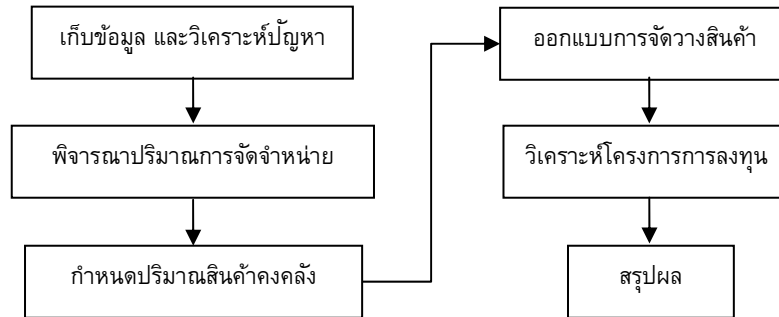 เก็บข้อมูล และวิเคราะห์ปัญหา
พิจารณาปริมาณการจัดจำหน่าย
กำหนดปริมาณสินค้าคงคลัง
ออกแบบการจัดวางสินค้า
วิเคราะห์โครงการการลงทุน
สรุปผล